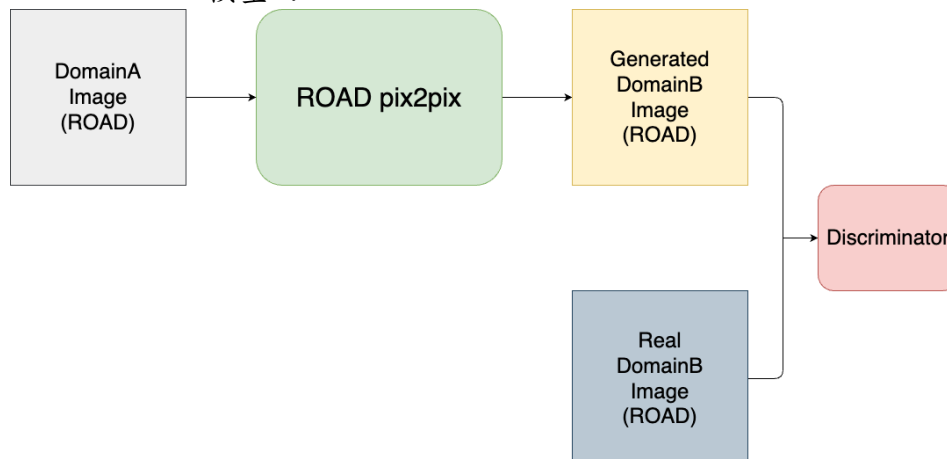 DomainA
Image
(ROAD)
ROAD pix2pix
Generated
DomainB
Image
(ROAD)
Discriminator
Real
DomainB
Image
(ROAD)